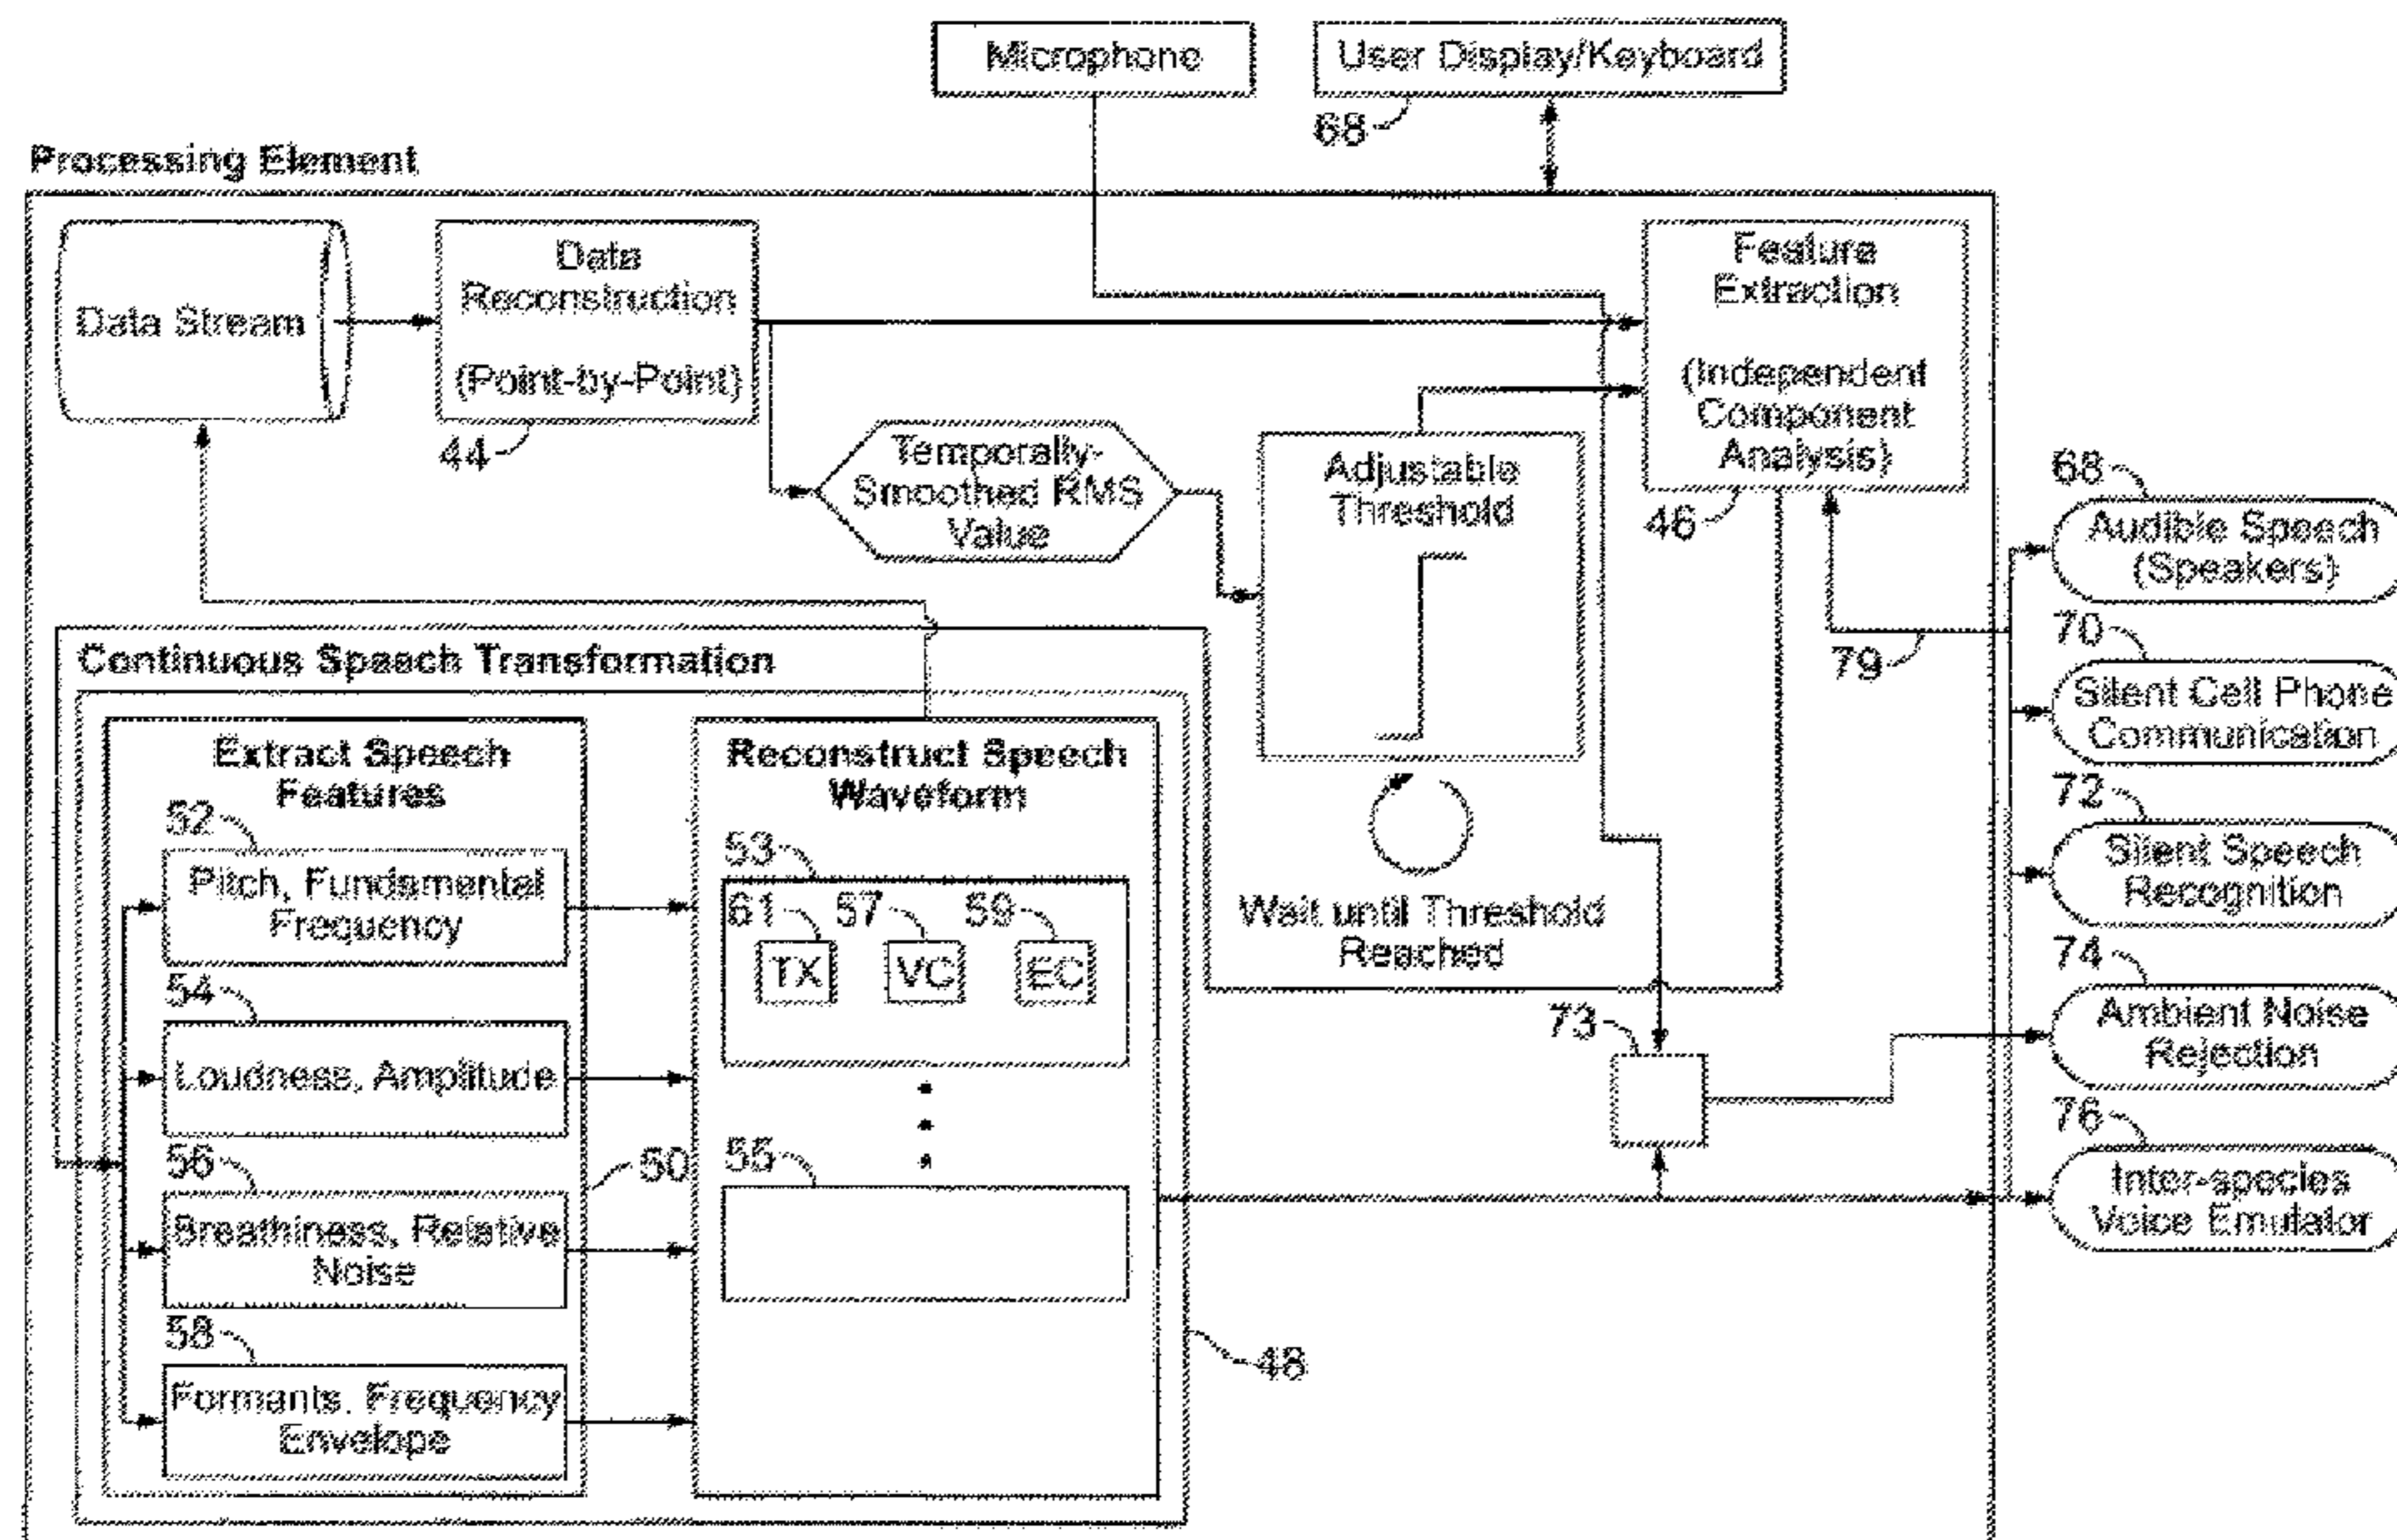 Microphone
User Display/Keyboard
68
Processing Element
Data Stream
Data
Reconstruction
(Point-by-Point)
44
Temporally-
Smoothed RMS
Value
Adjustable
Threshold
Wait until Threshold
Reached
Feature
Extraction
(Independent
Component
Analysis)
46
79
Continuous Speech Transformation
Extract Speech
Features
52
Pitch, Fundamental
Frequency
54
Loudness, Amplitude
56
Breathiness, Relative
Noise
58
Formants, Frequency
Envelope
50
Reconstruct Speech
Waveform
53
61
57
59
TX
VC
EC
55
48
73
68
Audible Speech
(Speakers)
70
Silent Cell Phone
Communication
72
Silent Speech
Recognition
74
Ambient Noise
Rejection
76
Inter-species
Voice Emulator